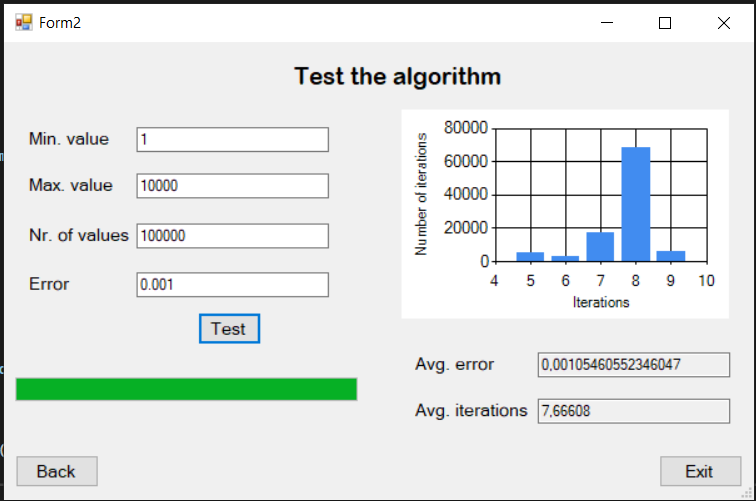 Form2
Test the algorithm
Min. value 1
Max. value 10000
Nr. of values 100000
Error 0.001
Test
Number of iterations
80000
60000
40000
20000
0
4 5 6 7 8 9 10
Iterations
Avg. error 0,00105460552346047
Avg. iterations 7,66608
Back
Exit